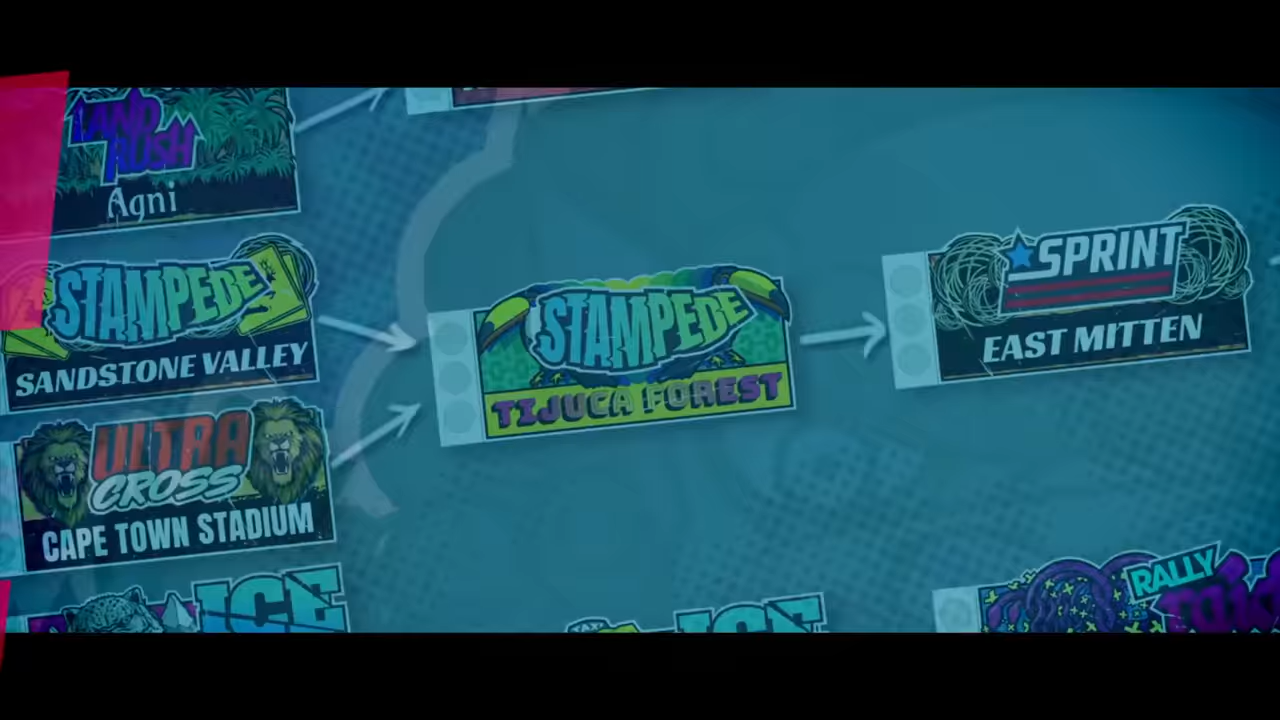 LAND
RUSH
Agni
STAMPEDE
SANDSTONE VALLEY
ULTRA
CROSS
CAPE TOWN STADIUM
ICE
STAMPEDE
TIJUCA FOREST
SPRINT
EAST MITTEN
TAXI
ICE
RALLY